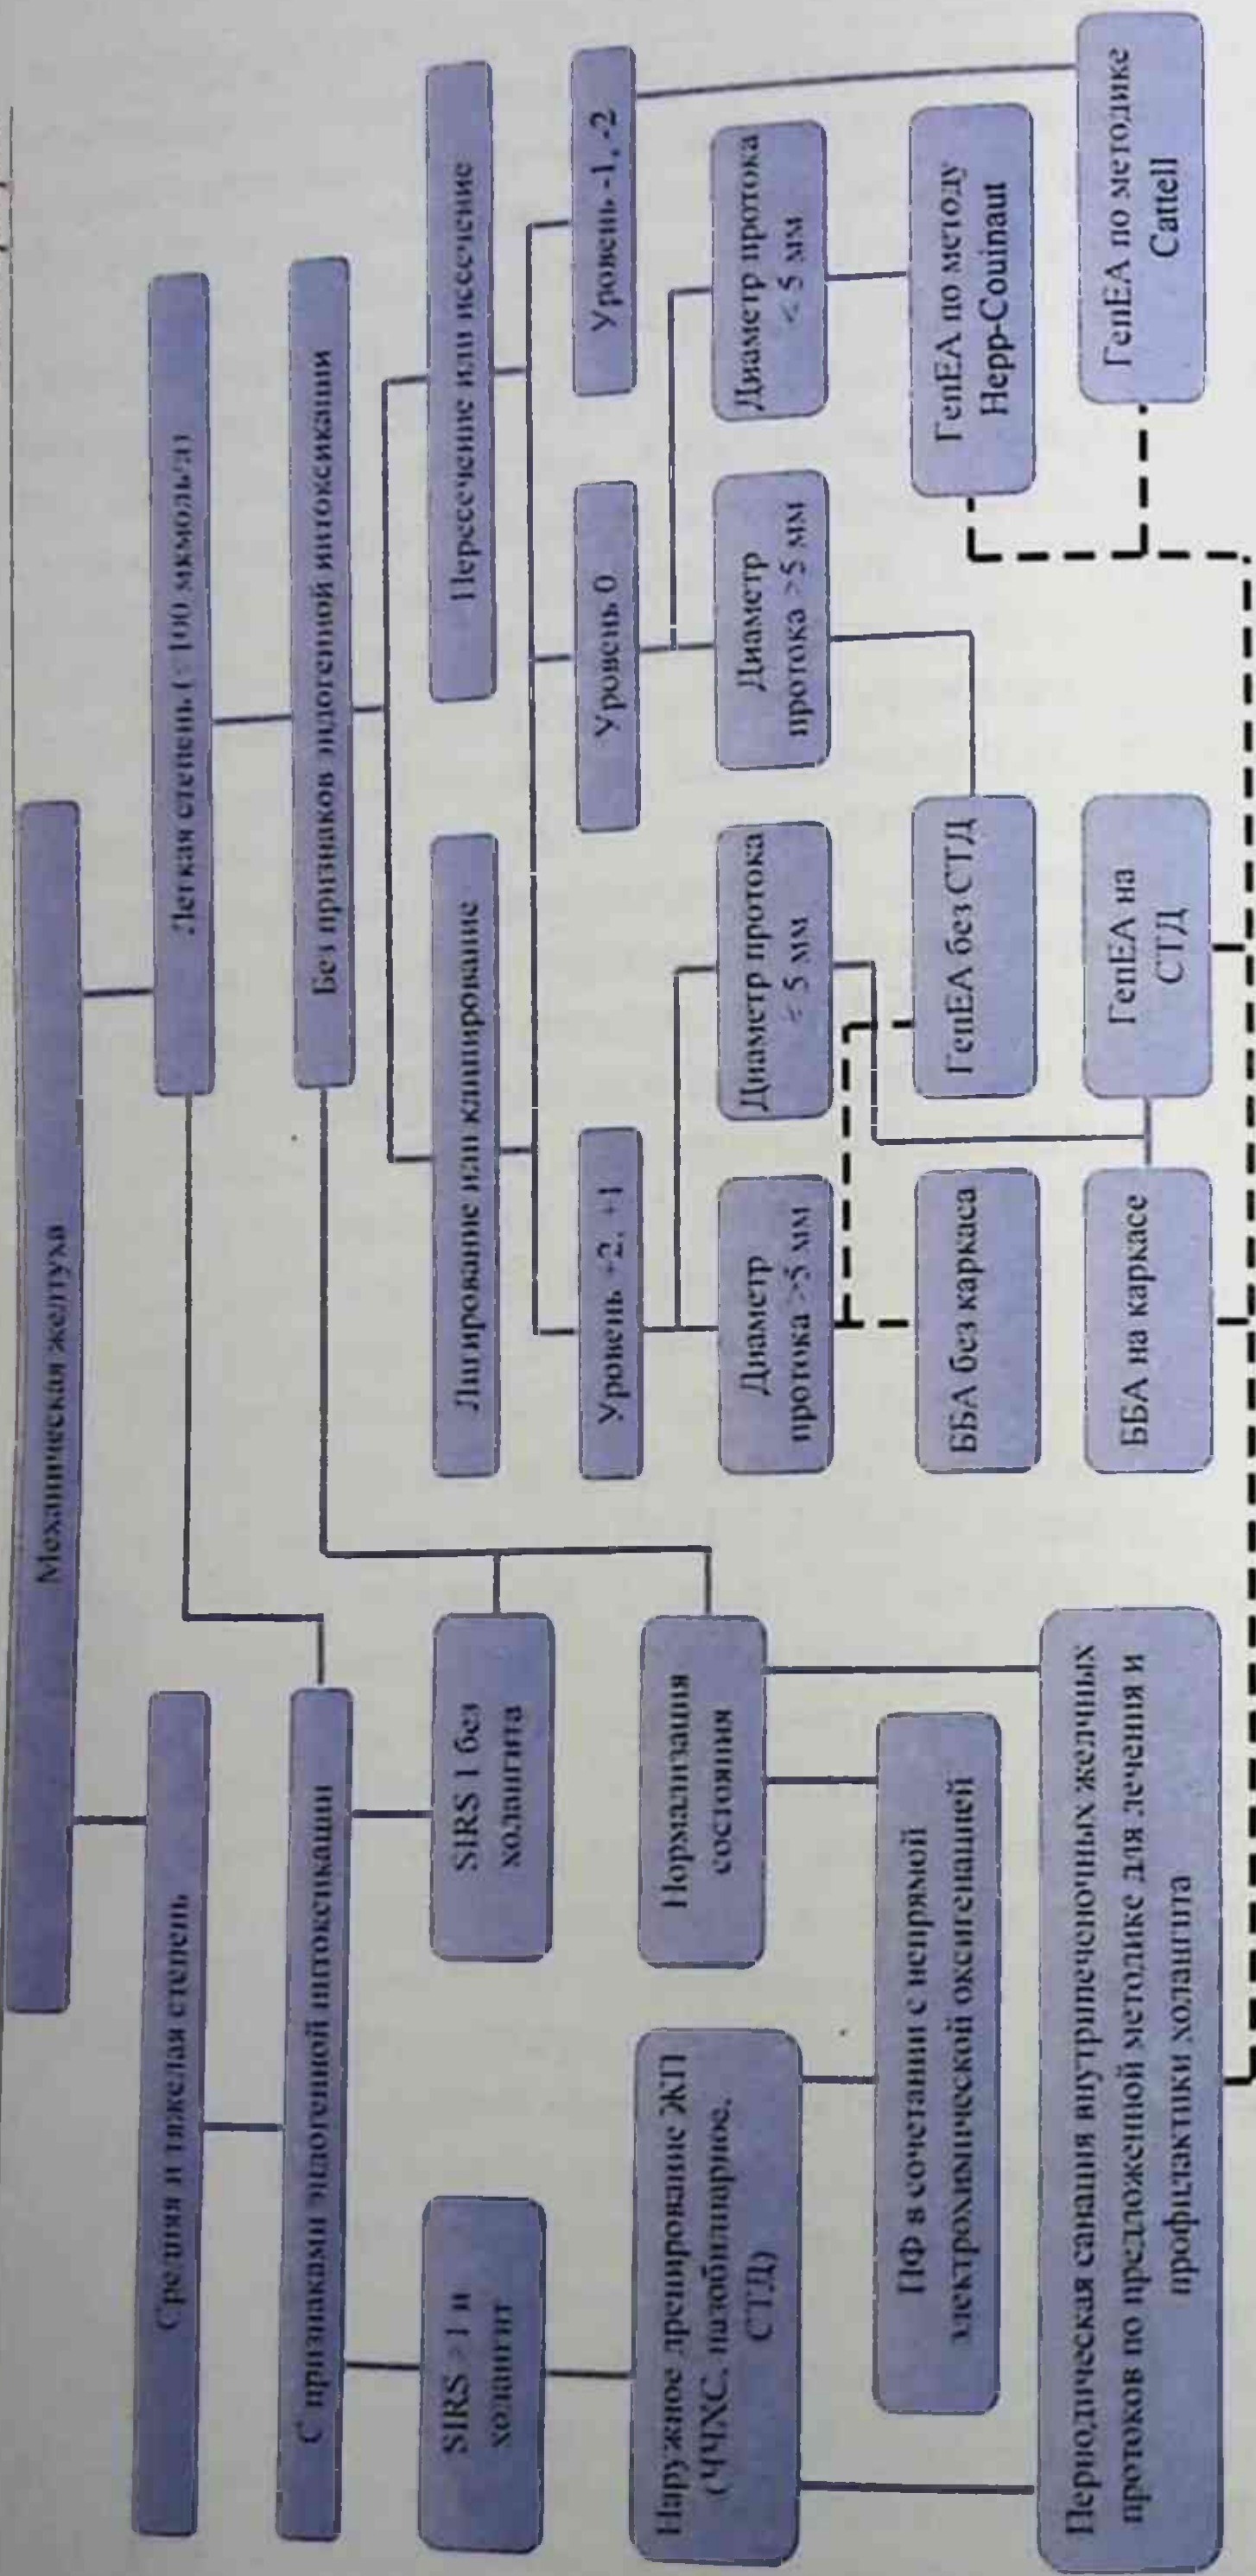 Механическая желтуха
Средняя и тяжелая степень
Легкая степень (<100 мкмоль/л)
С признаками эндогенной интоксикации
Без признаков эндогенной интоксикации
SIRS >1 и
холангит
SIRS 1 без
холангита
Лигирование или клипирование
Пересечение или иссечение
Наружное дренирование ЖП
(ЧЧХС, назобилиарное,
СТД)
Нормализация
состояния
Уровень +2, +1
Уровень 0
Уровень -1, -2
Диаметр
протока >5 мм
Диаметр протока
< 5 мм
Диаметр
протока >5 мм
Диаметр протока
< 5 мм
ПФ в сочетании с непрямой
электрохимической оксигенацией
ББА без каркаса
ГепЕА без СТД
ГепЕА по методу
Hepp-Couinaut
Периодическая санация внутрипеченочных желчных
протоков по предложенной методике для лечения и
профилактики холангита
ББА на каркасе
ГепЕА на
СТД
ГепЕА по методике
Cattell